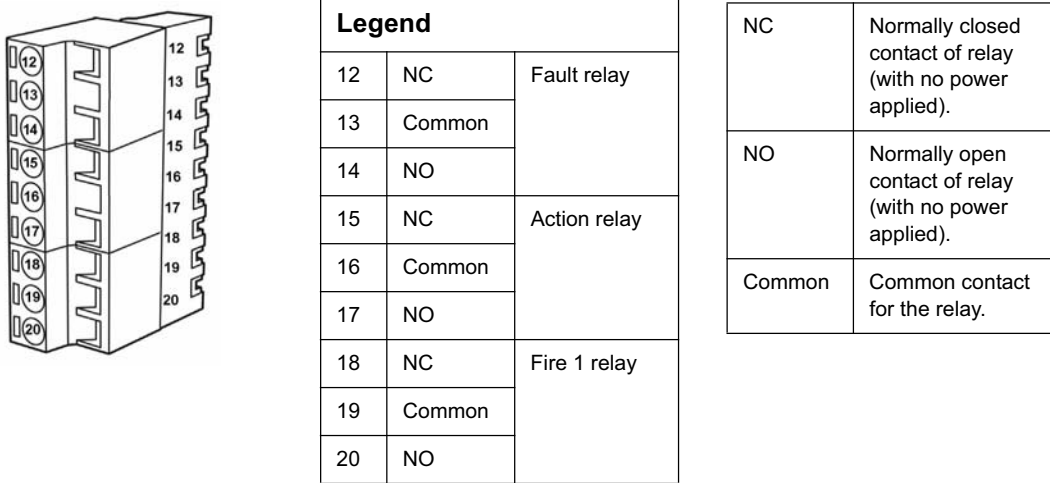 12
13
14
15
16
17
18
19
20
12
13
14
15
16
17
18
19
20
Legend
12 NC Fault relay
13 Common
14 NO
15 NC Action relay
16 Common
17 NO
18 NC Fire 1 relay
19 Common
20 NO
NC Normally closed
contact of relay
(with no power
applied).
NO Normally open
contact of relay
(with no power
applied).
Common Common contact
for the relay.